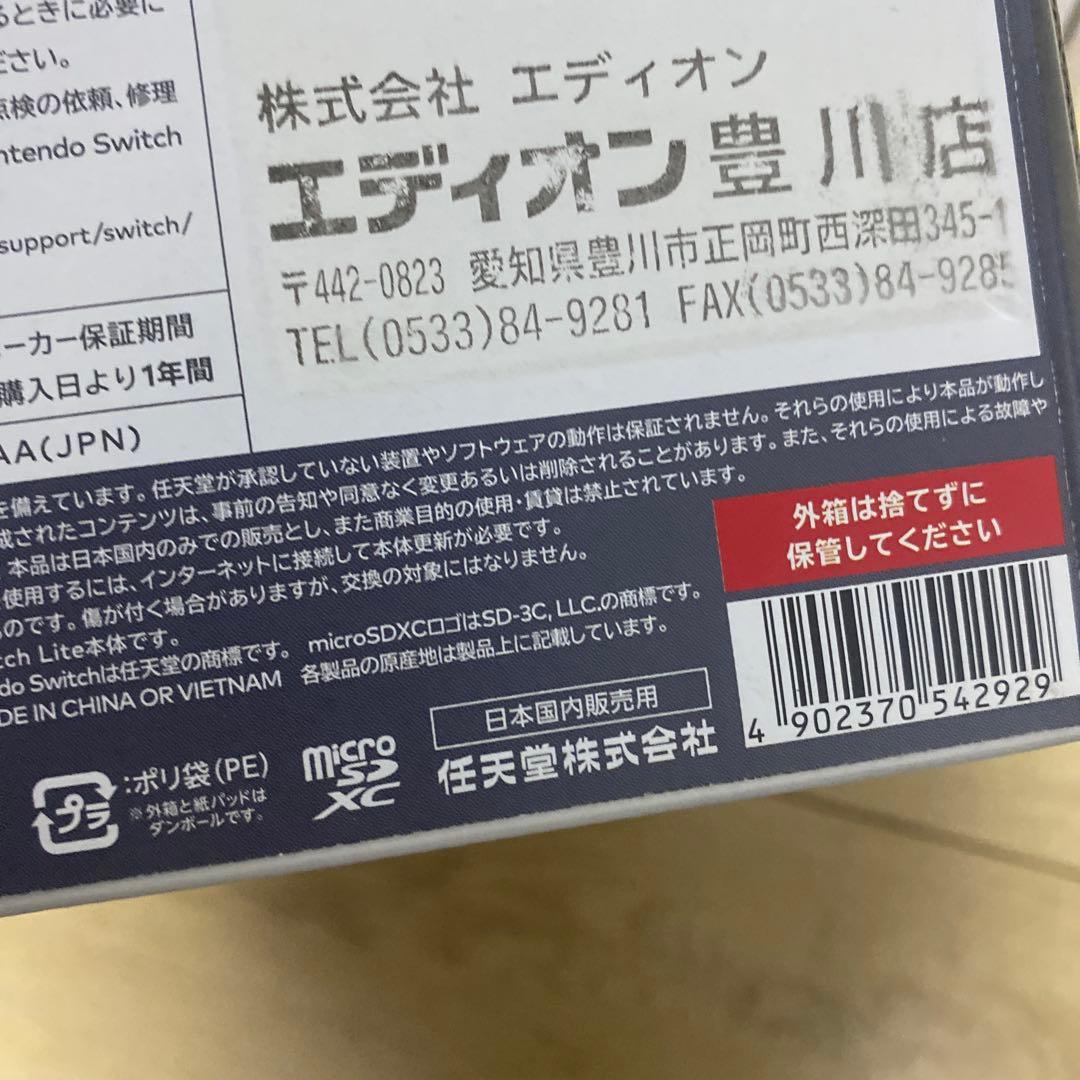 るときに必要に
ださい。
点検の依頼、修理
ntendo Switch
support/switch/
ーカー保証期間
購入日より1年間
AA(JPN)
株式会社 エディオン
エディオン豊川店
〒442-0823 愛知県豊川市正岡町西深田345-1
TEL(0533)84-9281 FAX(0533)84-9285
を備えています。任天堂が承認していない装置やソフトウェアの動作は保証されません。それらの使用により本品が動作し
成されたコンテンツは、事前の告知や同意なく変更あるいは削除されることがあります。また、それらの使用による故障や
本品は日本国内のみでの販売とし、また商業目的の使用・賃貸は禁止されています。
使用するには、インターネットに接続して本体更新が必要です。
ものです。傷が付く場合がありますが、交換の対象にはなりません。
tch Lite本体です。
do Switchは任天堂の商標です。 microSDXCロゴはSD-3C, LLC.の商標です。
DE IN CHINA OR VIETNAM 各製品の原産地は製品上に記載しています。
外箱は捨てずに
保管してください
4 902370 542929
プラ
:ポリ袋(PE)
※外箱と紙パッドは
ダンボールです。
micro
SD
XC
日本国内販売用
任天堂株式会社